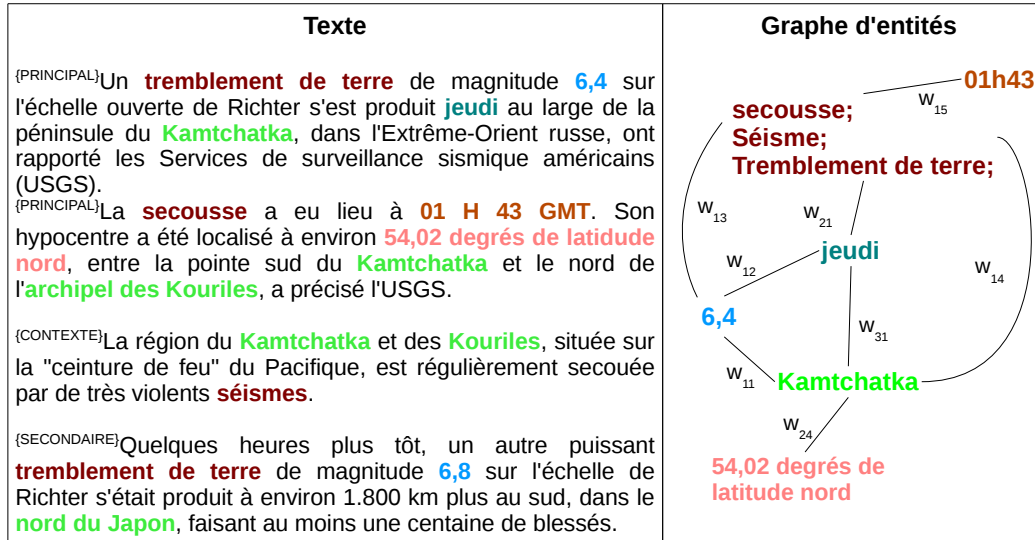 Texte
{PRINCIPAL}Un tremblement de terre de magnitude 6,4 sur
l'échelle ouverte de Richter s'est produit jeudi au large de la
péninsule du Kamtchatka, dans l'Extrême-Orient russe, ont
rapporté les Services de surveillance sismique américains
(USGS).
{PRINCIPAL}La secousse a eu lieu à 01 H 43 GMT. Son
hypocentre a été localisé à environ 54,02 degrés de latidude
nord, entre la pointe sud du Kamtchatka et le nord de
l'archipel des Kouriles, a précisé l'USGS.
{CONTEXTE}La région du Kamtchatka et des Kouriles, située sur
la "ceinture de feu" du Pacifique, est régulièrement secouée
par de très violents séismes.
{SECONDAIRE}Quelques heures plus tôt, un autre puissant
tremblement de terre de magnitude 6,8 sur l'échelle de
Richter s'était produit à environ 1.800 km plus au sud, dans le
nord du Japon, faisant au moins une centaine de blessés.
Graphe d'entités
01h43
w15
secousse;
Séisme;
Tremblement de terre;
w13
w21
jeudi
w12
w14
6,4
w31
w11
Kamtchatka
w24
54,02 degrés de
latitude nord